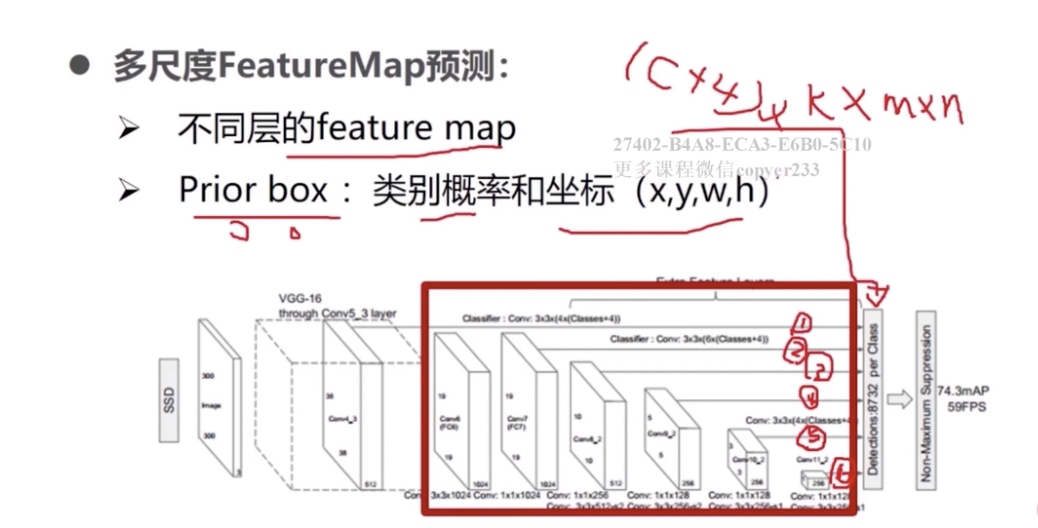 多尺度FeatureMap预测：
(C+4)×k×m×n
不同层的feature map
27402-B4A8-ECA3-E6B0-5C10
更多课程微信copyer233
Prior box ：类别概率和坐标（x,y,w,h）
Extra Feature Layers
VGG-16
through Conv5_3 layer
Classifier : Conv: 3x3x(4x(Classes+4))
Classifier : Conv: 3x3x(6x(Classes+4))
SSD
300
Image
300
3
38
Conv4_3
38
512
19
Conv6
(FC6)
19
1024
19
Conv7
(FC7)
19
1024
10
Conv8_2
10
512
5
Conv9_2
5
256
3
Conv10_2
3
256
Conv: 3x3x(4x(Classes+4
Conv11_2
256
1
2
3
4
5
6
Detections:8732 per Class
Non-Maximum Suppression
74.3mAP
59FPS
Conv: 3x3x1024 Conv: 1x1x1024 Conv: 1x1x256 Conv: 1x1x128 Conv: 1x1x128 Conv: 1x1x128
Conv: 3x3x512-s2 Conv: 3x3x256-s2 Conv: 3x3x256-s1 Conv: 3x3x256-s1